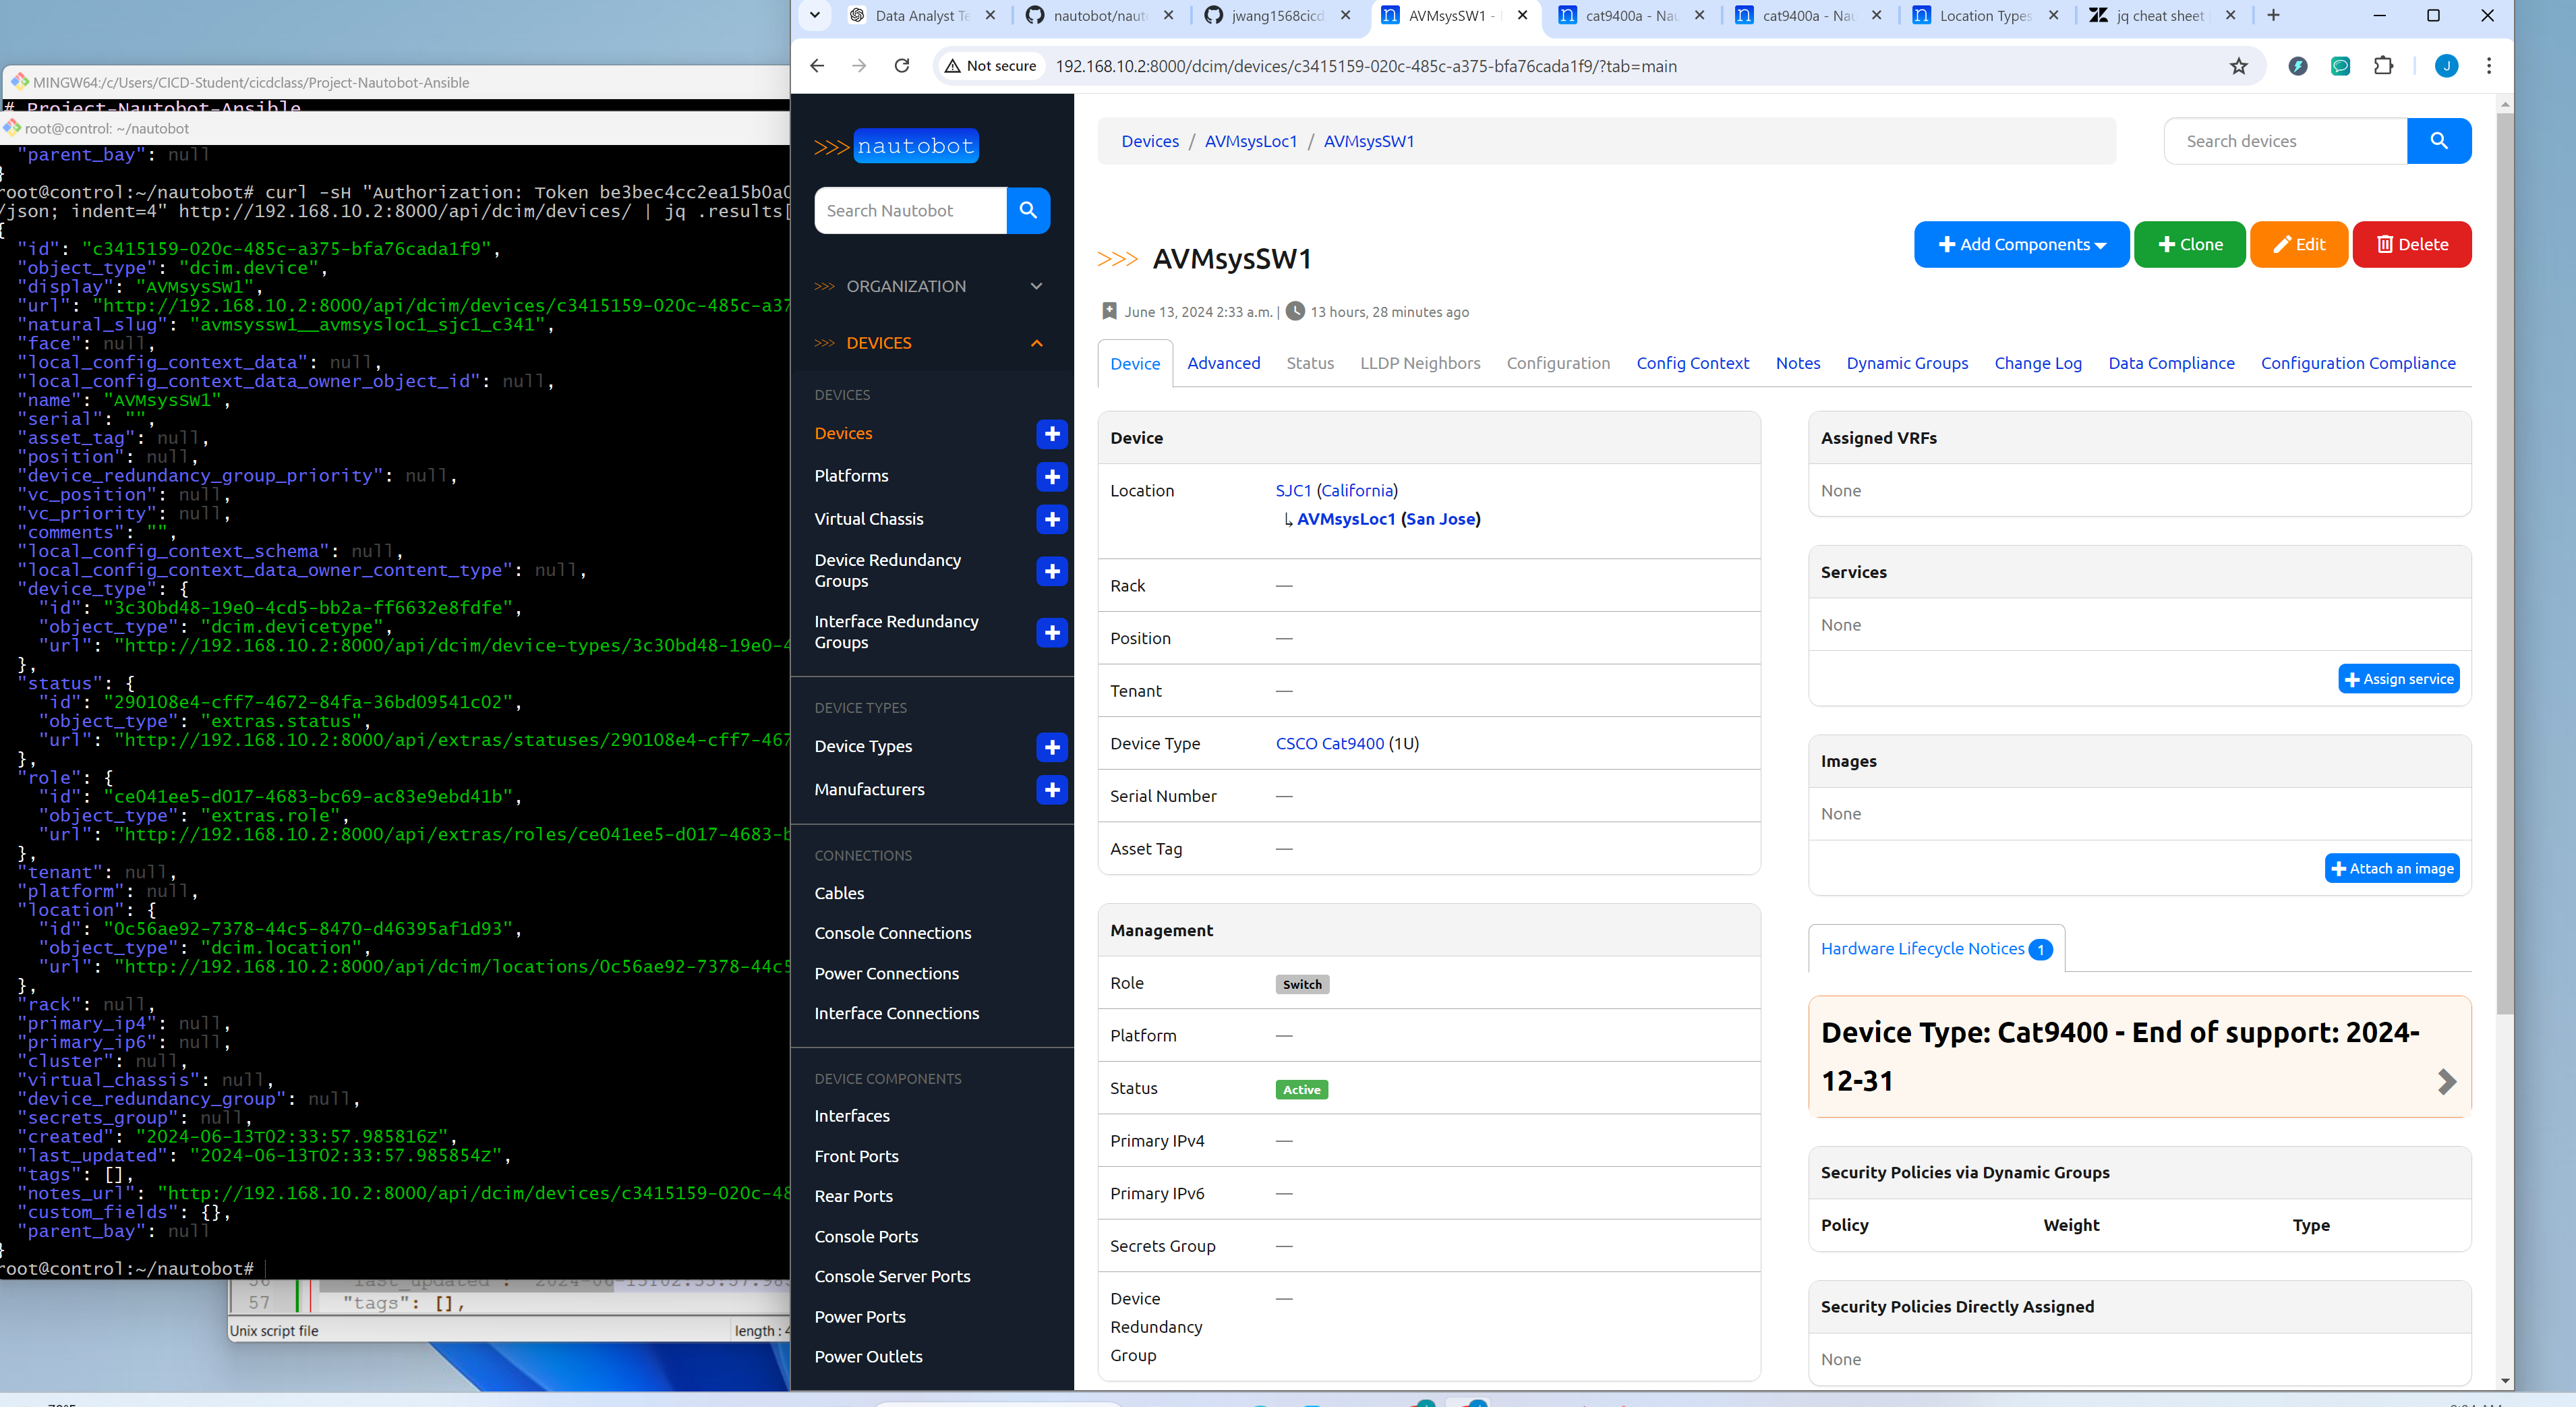 Data Analyst Te
nautobot/naut
jwang1568cicd
AVMsysSW1 -
cat9400a - Nau
cat9400a - Nau
Location Types
jq cheat sheet
Not secure
192.168.10.2:8000/dcim/devices/c3415159-020c-485c-a375-bfa76cada1f9/?tab=main
J
MINGW64:/c/Users/CICD-Student/cicdclass/Project-Nautobot-Ansible
# Project-Nautobot-Ansible
root@control: ~/nautobot
"parent_bay": null
}
root@control:~/nautobot# curl -sH "Authorization: Token be3bec4cc2ea15b0a0
/json; indent=4" http://192.168.10.2:8000/api/dcim/devices/ | jq .results[
{
"id": "c3415159-020c-485c-a375-bfa76cada1f9",
"object_type": "dcim.device",
"display": "AVMsysSW1",
"url": "http://192.168.10.2:8000/api/dcim/devices/c3415159-020c-485c-a37
"natural_slug": "avmsyssw1__avmsysloc1_sjc1_c341",
"face": null,
"local_config_context_data": null,
"local_config_context_data_owner_object_id": null,
"name": "AVMsysSW1",
"serial": "",
"asset_tag": null,
"position": null,
"device_redundancy_group_priority": null,
"vc_position": null,
"vc_priority": null,
"comments": "",
"local_config_context_schema": null,
"local_config_context_data_owner_content_type": null,
"device_type": {
"id": "3c30bd48-19e0-4cd5-bb2a-ff6632e8fdfe",
"object_type": "dcim.devicetype",
"url": "http://192.168.10.2:8000/api/dcim/device-types/3c30bd48-19e0-4
},
"status": {
"id": "290108e4-cff7-4672-84fa-36bd09541c02",
"object_type": "extras.status",
"url": "http://192.168.10.2:8000/api/extras/statuses/290108e4-cff7-467
},
"role": {
"id": "ce041ee5-d017-4683-bc69-ac83e9ebd41b",
"object_type": "extras.role",
"url": "http://192.168.10.2:8000/api/extras/roles/ce041ee5-d017-4683-b
},
"tenant": null,
"platform": null,
"location": {
"id": "0c56ae92-7378-44c5-8470-d46395af1d93",
"object_type": "dcim.location",
"url": "http://192.168.10.2:8000/api/dcim/locations/0c56ae92-7378-44c5
},
"rack": null,
"primary_ip4": null,
"primary_ip6": null,
"cluster": null,
"virtual_chassis": null,
"device_redundancy_group": null,
"secrets_group": null,
"created": "2024-06-13T02:33:57.985816Z",
"last_updated": "2024-06-13T02:33:57.985854Z",
"tags": [],
"notes_url": "http://192.168.10.2:8000/api/dcim/devices/c3415159-020c-48
"custom_fields": {},
"parent_bay": null
}
root@control:~/nautobot#
57 "tags": [],
Unix script file
length : 4
>>> nautobot
Search Nautobot
>>> ORGANIZATION
>>> DEVICES
DEVICES
Devices
Platforms
Virtual Chassis
Device Redundancy
Groups
Interface Redundancy
Groups
DEVICE TYPES
Device Types
Manufacturers
CONNECTIONS
Cables
Console Connections
Power Connections
Interface Connections
DEVICE COMPONENTS
Interfaces
Front Ports
Rear Ports
Console Ports
Console Server Ports
Power Ports
Power Outlets
Devices / AVMsysLoc1 / AVMsysSW1
Search devices
Add Components
Clone
Edit
Delete
>>> AVMsysSW1
June 13, 2024 2:33 a.m. | 13 hours, 28 minutes ago
Device
Advanced
Status
LLDP Neighbors
Configuration
Config Context
Notes
Dynamic Groups
Change Log
Data Compliance
Configuration Compliance
Device
Location SJC1 (California)
↳ AVMsysLoc1 (San Jose)
Rack —
Position —
Tenant —
Device Type CSCO Cat9400 (1U)
Serial Number —
Asset Tag —
Management
Role Switch
Platform —
Status Active
Primary IPv4 —
Primary IPv6 —
Secrets Group —
Device —
Redundancy
Group
Assigned VRFs
None
Services
None
Assign service
Images
None
Attach an image
Hardware Lifecycle Notices 1
Device Type: Cat9400 - End of support: 2024-
12-31
Security Policies via Dynamic Groups
Policy Weight Type
Security Policies Directly Assigned
None